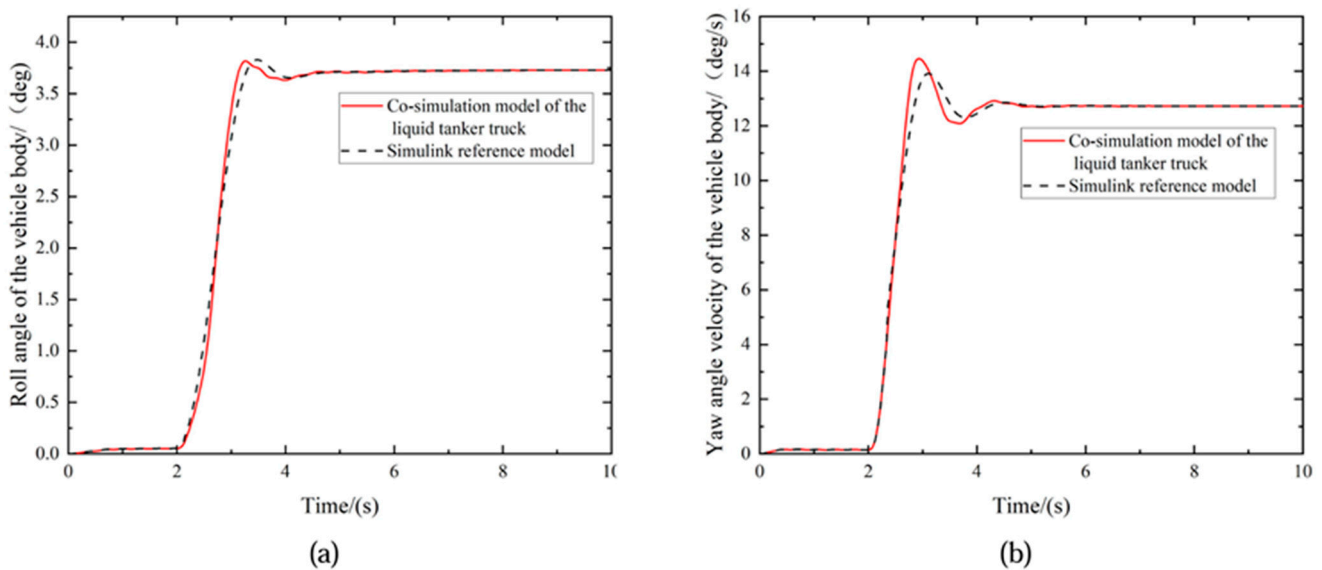 Roll angle of the vehicle body/（deg)
4.0
3.5
3.0
2.5
2.0
1.5
1.0
0.5
0.0
Co-simulation model of the
liquid tanker truck
Simulink reference model
0
2
4
6
8
10
Time/(s)
(a)
Yaw angle velocity of the vehicle body/（deg/s)
16
14
12
10
8
6
4
2
0
Co-simulation model of the
liquid tanker truck
Simulink reference model
0
2
4
6
8
10
Time/(s)
(b)